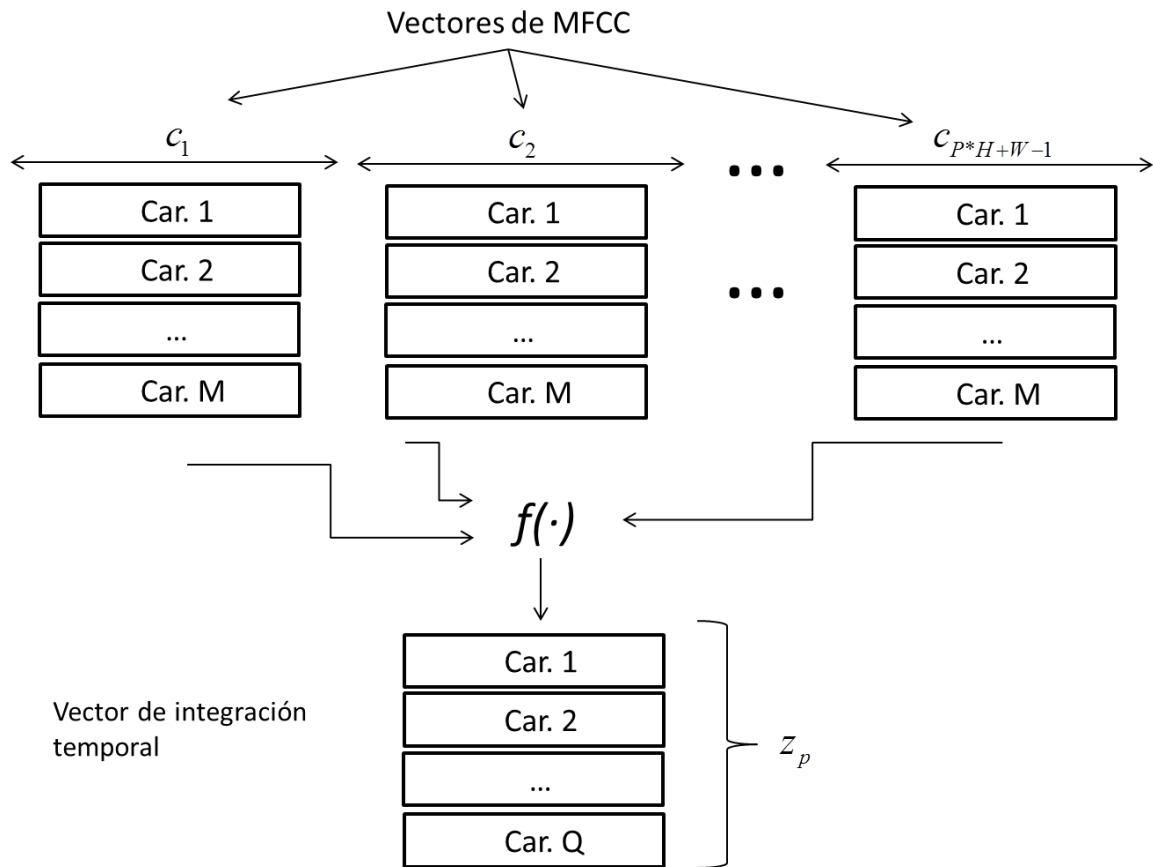 Vectores de MFCC
c1
c2
...
cP*H+W−1
Car. 1
Car. 1
Car. 1
Car. 2
Car. 2
...
Car. 2
...
...
...
Car. M
Car. M
Car. M
f(·)
Car. 1
Vector de integración
temporal
Car. 2
zp
...
Car. Q